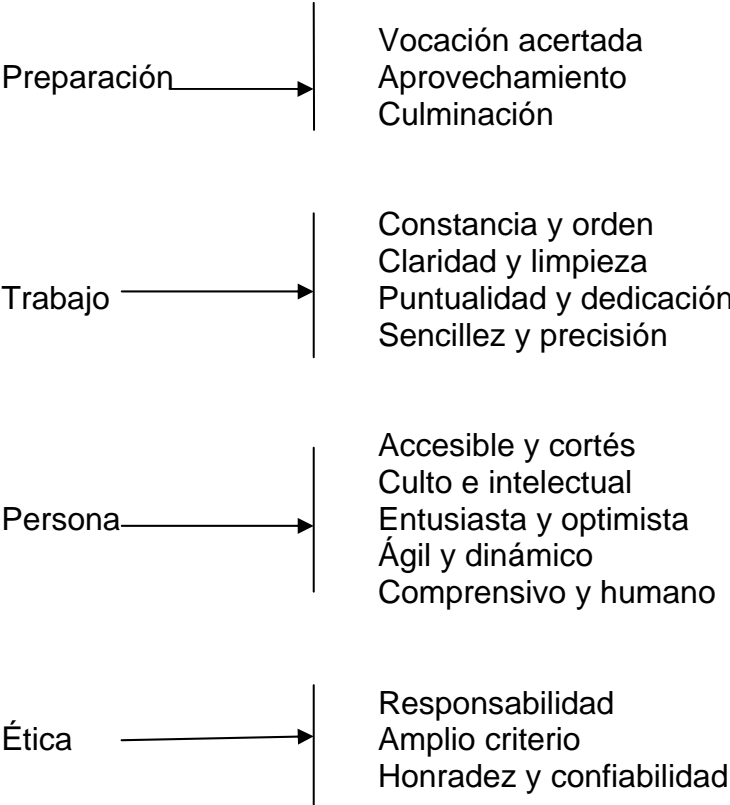 Preparación
Vocación acertada
Aprovechamiento
Culminación
Trabajo
Constancia y orden
Claridad y limpieza
Puntualidad y dedicación
Sencillez y precisión
Persona
Accesible y cortés
Culto e intelectual
Entusiasta y optimista
Ágil y dinámico
Comprensivo y humano
Ética
Responsabilidad
Amplio criterio
Honradez y confiabilidad